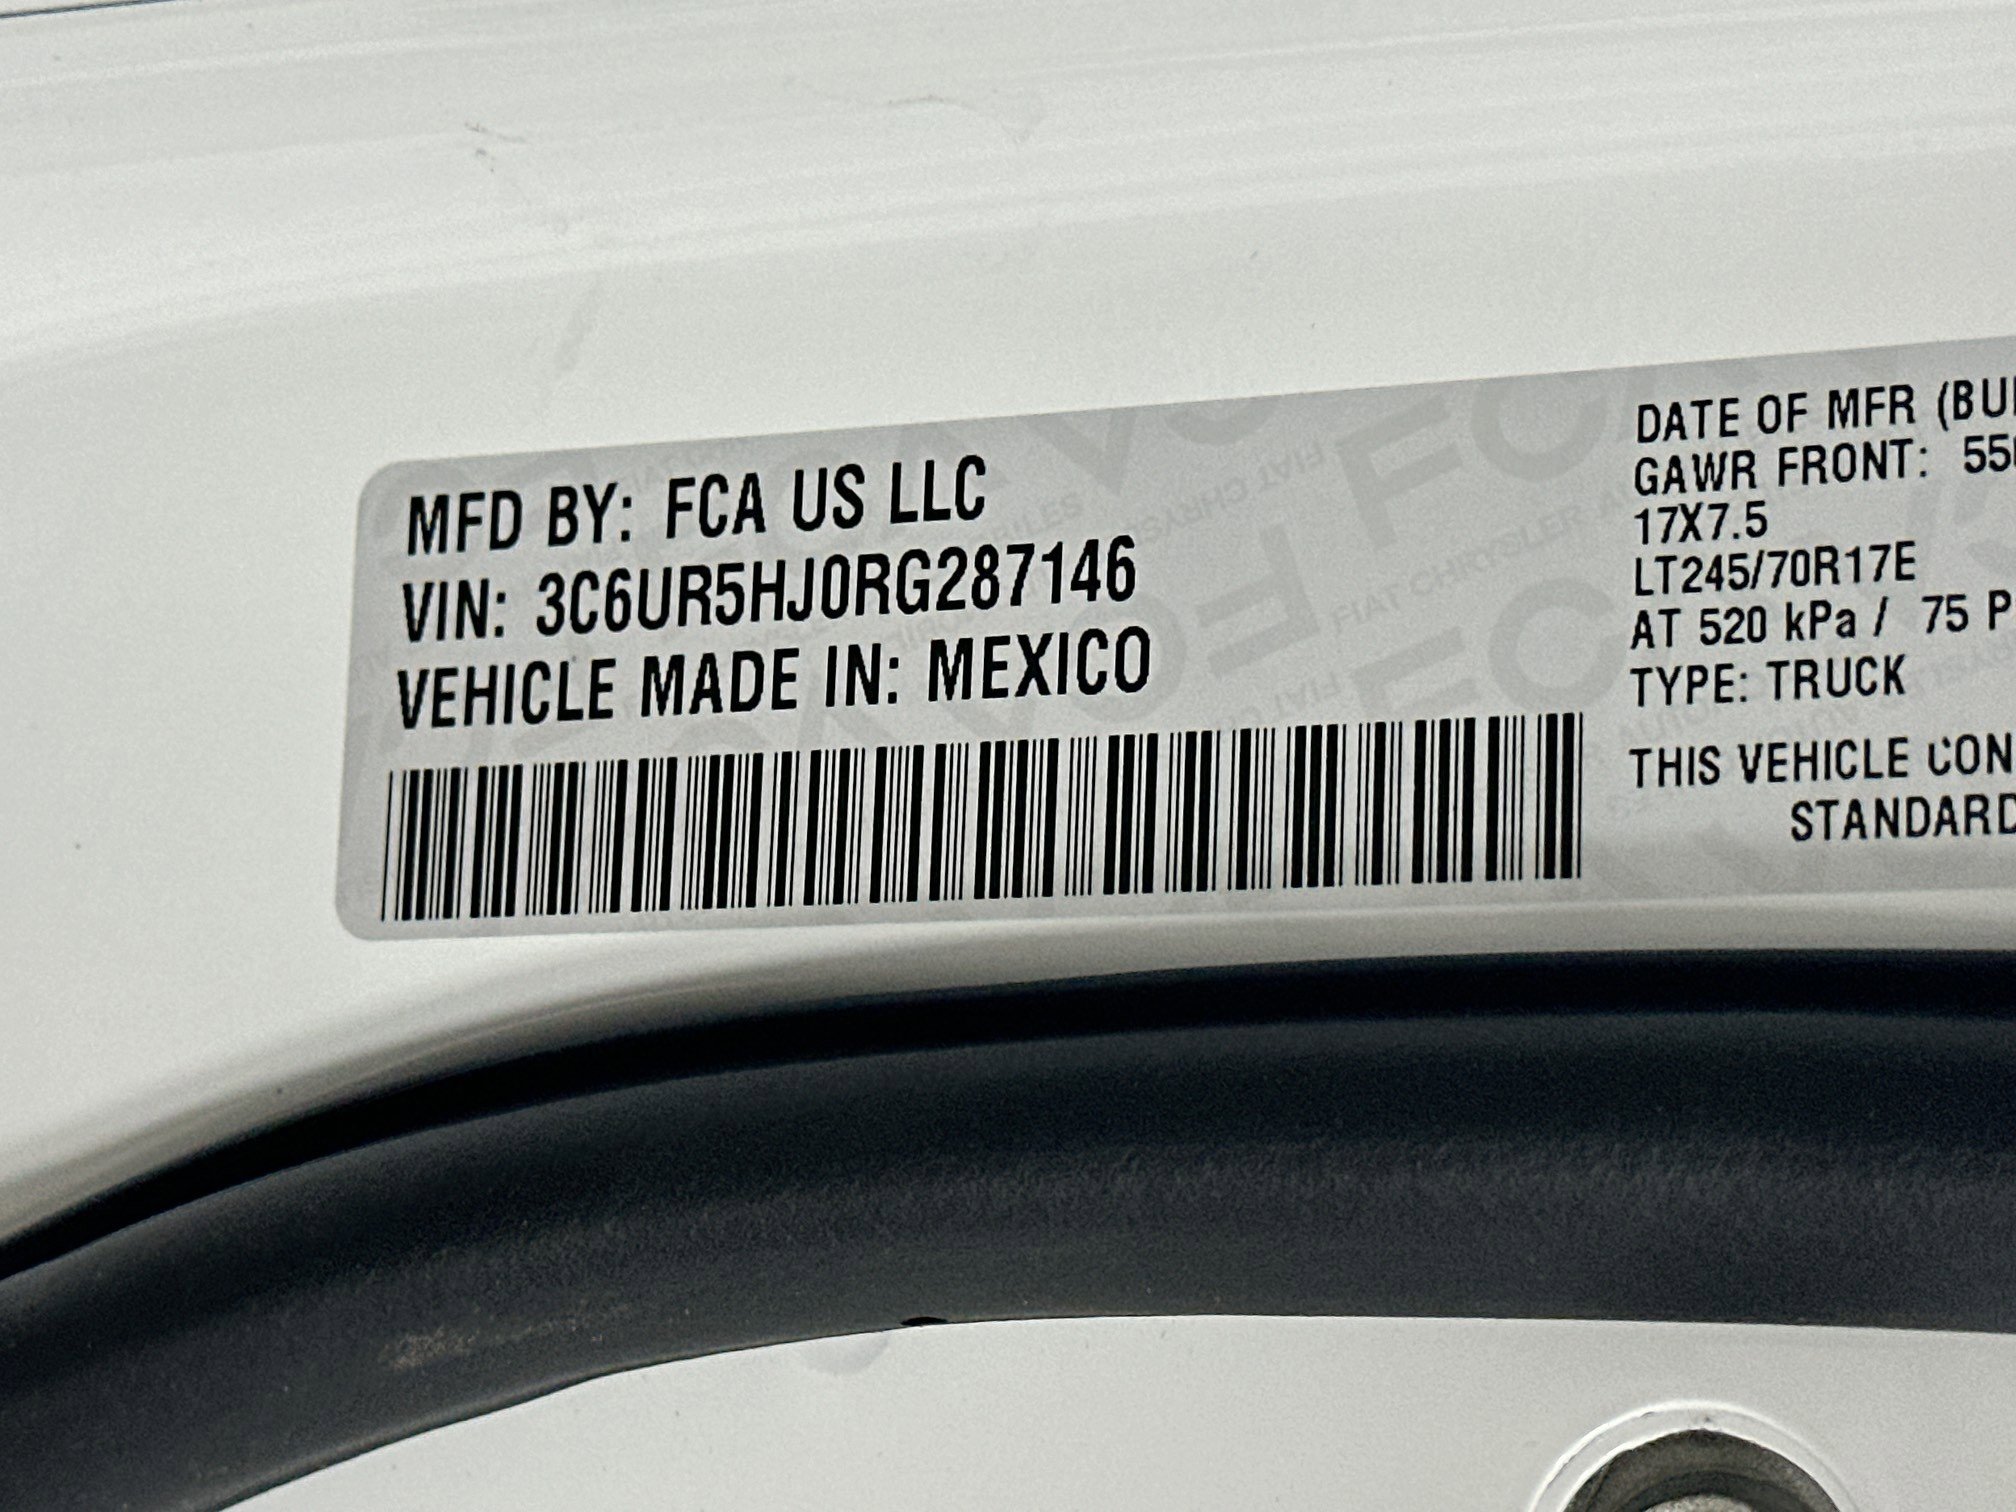 MFD BY: FCA US LLC
VIN: 3C6UR5HJ0RG287146
VEHICLE MADE IN: MEXICO
DATE OF MFR (BUI
GAWR FRONT: 55
17X7.5
LT245/70R17E
AT 520 kPa / 75 P
TYPE: TRUCK
THIS VEHICLE CON
STANDARD